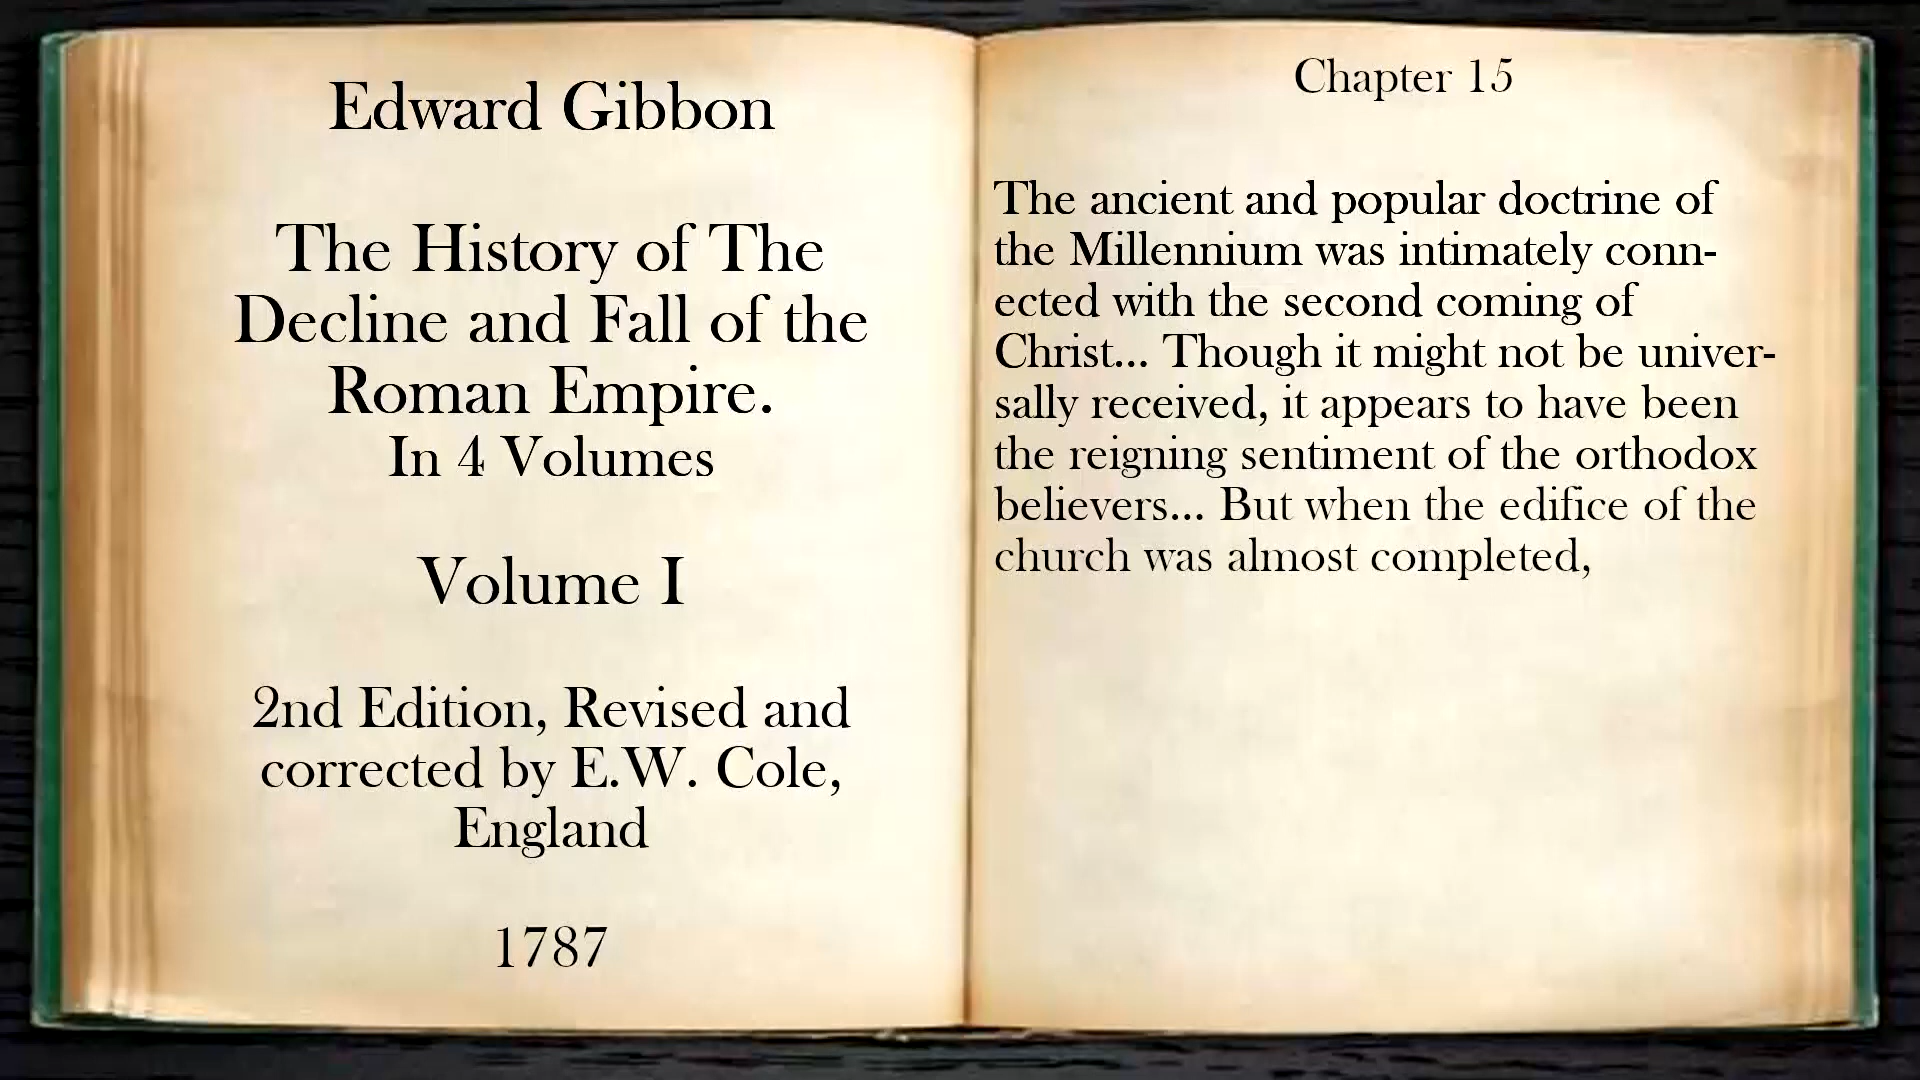 Edward Gibbon
The History of The
Decline and Fall of the
Roman Empire.
In 4 Volumes
Volume I
2nd Edition, Revised and
corrected by E.W. Cole,
England
1787
Chapter 15
The ancient and popular doctrine of
the Millennium was intimately conn-
ected with the second coming of
Christ... Though it might not be univer-
sally received, it appears to have been
the reigning sentiment of the orthodox
believers... But when the edifice of the
church was almost completed,